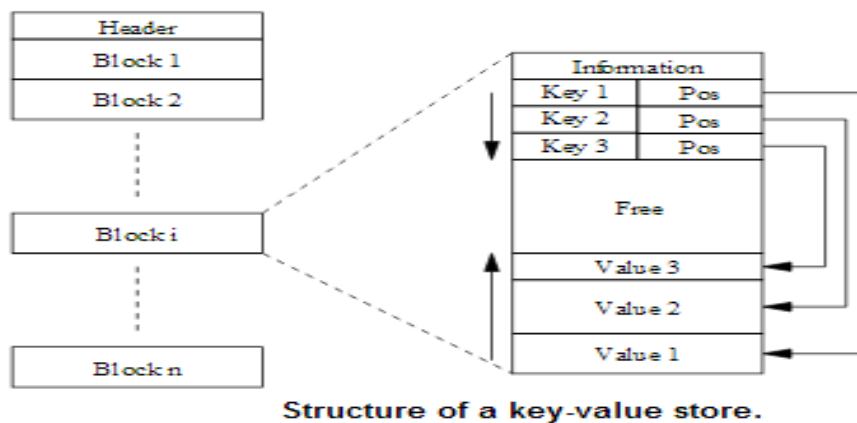 Header
Block 1
Block 2
Block i
Block n
Information
Key 1 Pos
Key 2 Pos
Key 3 Pos
Free
Value 3
Value 2
Value 1
Structure of a key-value store.